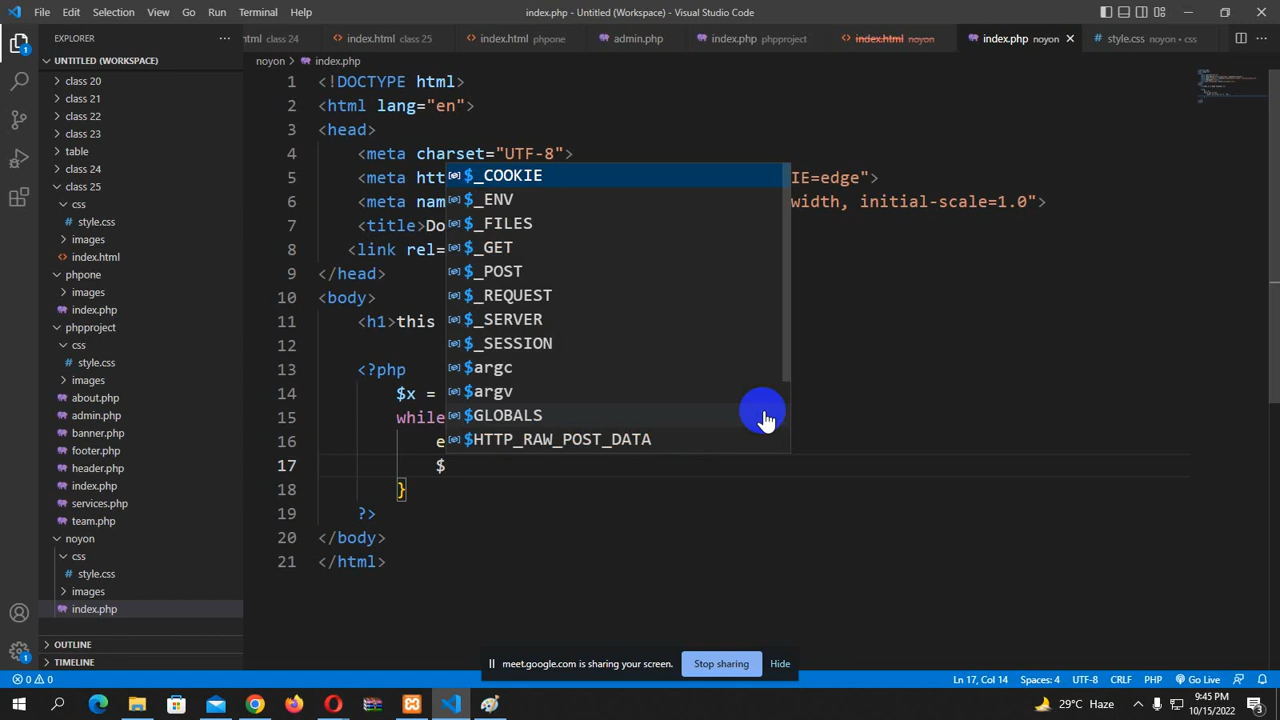 File Edit Selection View Go Run Terminal Help
index.php - Untitled (Workspace) - Visual Studio Code
EXPLORER
html class 24 index.html class 25 index.html phpone admin.php index.php phpproject index.html noyon index.php noyon style.css noyon • css
UNTITLED (WORKSPACE)
class 20
class 21
class 22
class 23
table
class 24
class 25
css
style.css
images
index.html
phpone
images
index.php
phpproject
css
style.css
images
about.php
admin.php
banner.php
footer.php
header.php
index.php
services.php
team.php
noyon
css
style.css
images
index.php
OUTLINE
TIMELINE
noyon > index.php
1 <!DOCTYPE html>
2 <html lang="en">
3 <head>
4 <meta charset="UTF-8">
5 <meta htt IE=edge">
6 <meta nam width, initial-scale=1.0">
7 <title>Do
8 <link rel=
9 </head>
10 <body>
11 <h1>this
12
13 <?php
14 $x =
15 while
16 e
17 $
18 }
19 ?>
20 </body>
21 </html>
$_COOKIE
$_ENV
$_FILES
$_GET
$_POST
$_REQUEST
$_SERVER
$_SESSION
$argc
$argv
$GLOBALS
$HTTP_RAW_POST_DATA
meet.google.com is sharing your screen. Stop sharing Hide
0 0 Ln 17, Col 14 Spaces: 4 UTF-8 CRLF PHP Go Live
29°C Haze 9:45 PM
10/15/2022